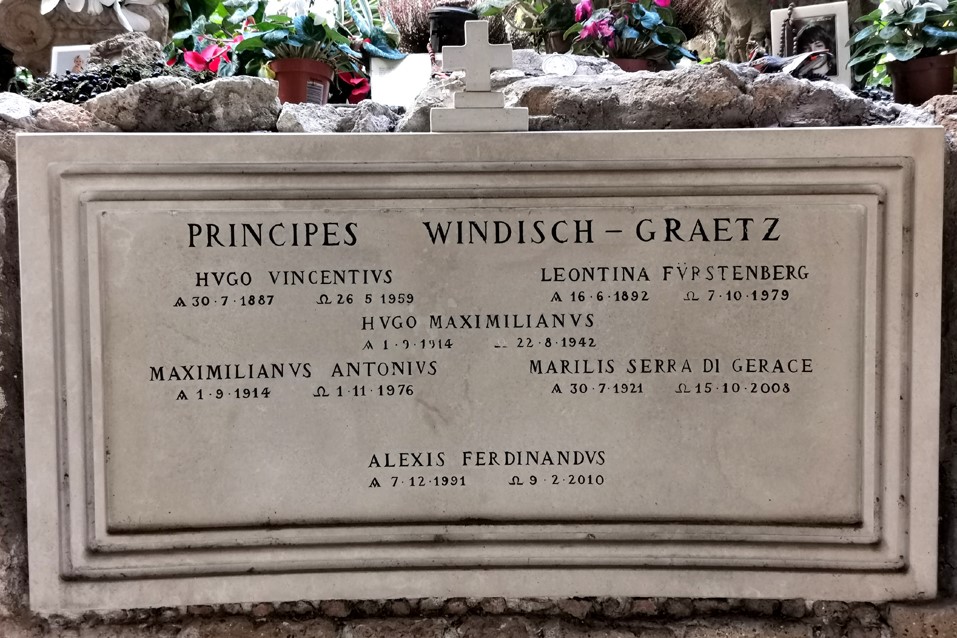 PRINCIPES WINDISCH – GRAETZ
HVGO VINCENTIVS LEONTINA FÜRSTENBERG
A 30·7·1887 Ω 26 5 1959 A 16·6·1892 Ω 7·10·1979
HVGO MAXIMILIANVS
A 1·9·1914 Ω 22·8·1942
MAXIMILIANVS ANTONIVS MARILIS SERRA DI GERACE
A 1·9·1914 Ω 1·11·1976 A 30·7·1921 Ω 15·10·2008
ALEXIS FERDINANDVS
A 7·12·1991 Ω 9·2·2010